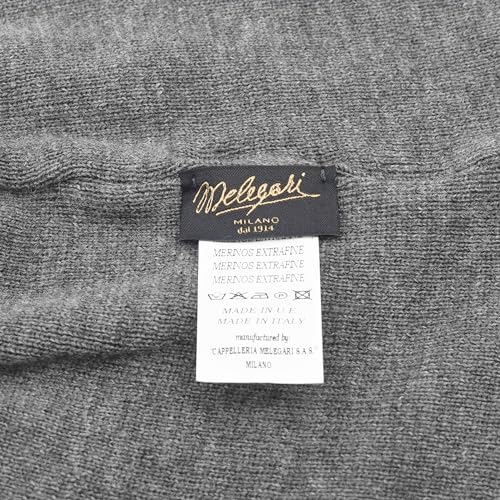 Melegari
MILANO
dal 1914
MERINOS EXTRAFINE
MERINOS EXTRAFINE
MERINOS EXTRAFINE
MADE IN U.E.
MADE IN ITALY
manufactured by:
"CAPPELLERIA MELEGARI S.A.S."
MILANO